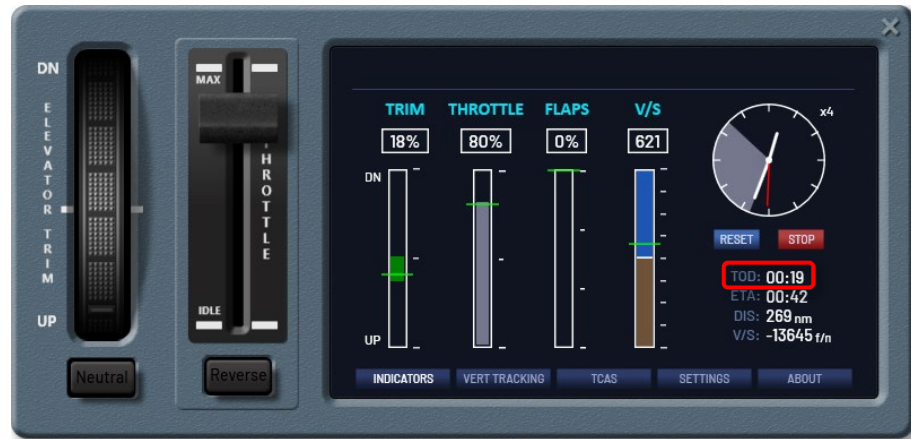 DN
ELEVATOR TRIM
UP
Neutral
MAX
THROTTLE
IDLE
Reverse
TRIM THROTTLE FLAPS V/S
18% 80% 0% 621
DN
UP
x4
RESET STOP
TOD: 00:19
ETA: 00:42
DIS: 269 nm
V/S: -13645 f/n
INDICATORS VERT TRACKING TCAS SETTINGS ABOUT